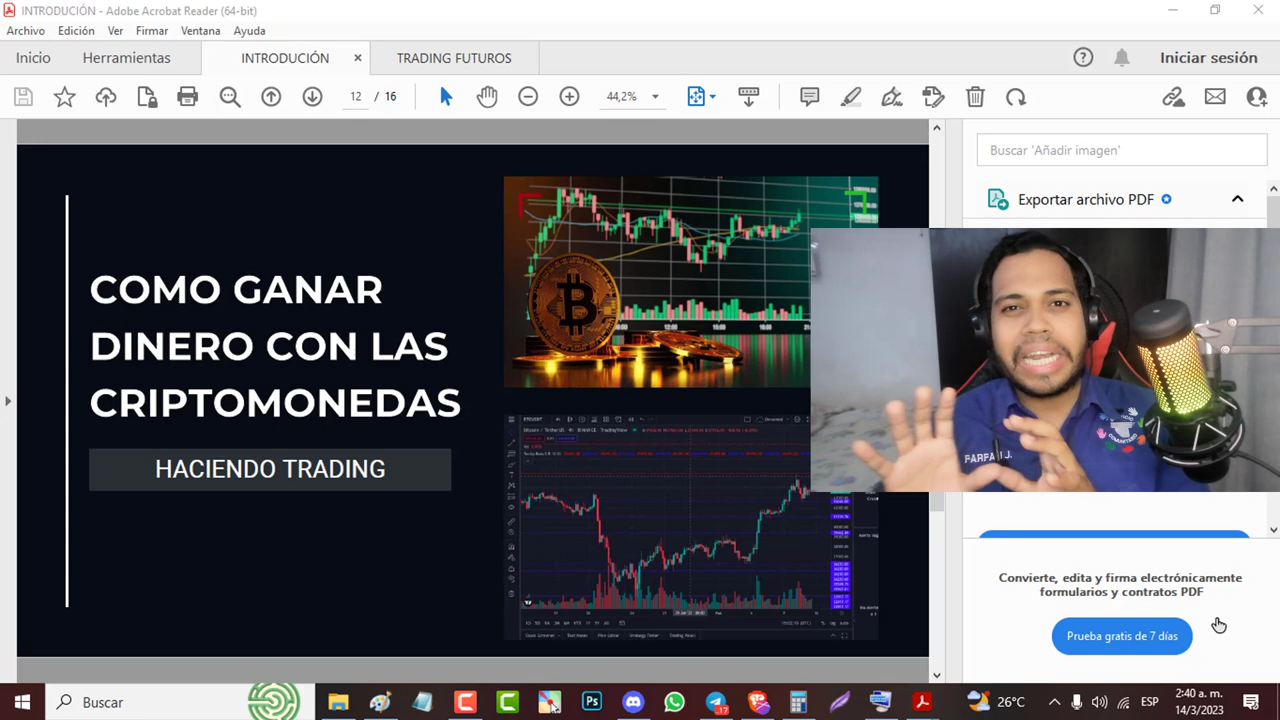 INTRODUCIÓN - Adobe Acrobat Reader (64-bit)
Archivo Edición Ver Firmar Ventana Ayuda
Inicio Herramientas INTRODUCIÓN × TRADING FUTUROS Iniciar sesión
12 / 16 44,2%
Buscar 'Añadir imagen'
Exportar archivo PDF
COMO GANAR
DINERO CON LAS
CRIPTOMONEDAS
HACIENDO TRADING
FARFAN J.
Convierte, edita y firma electrónicamente
formularios y contratos PDF
Prueba gratis de 7 días
Buscar
Ps
17
26°C
ESP
2:40 a. m.
14/3/2023